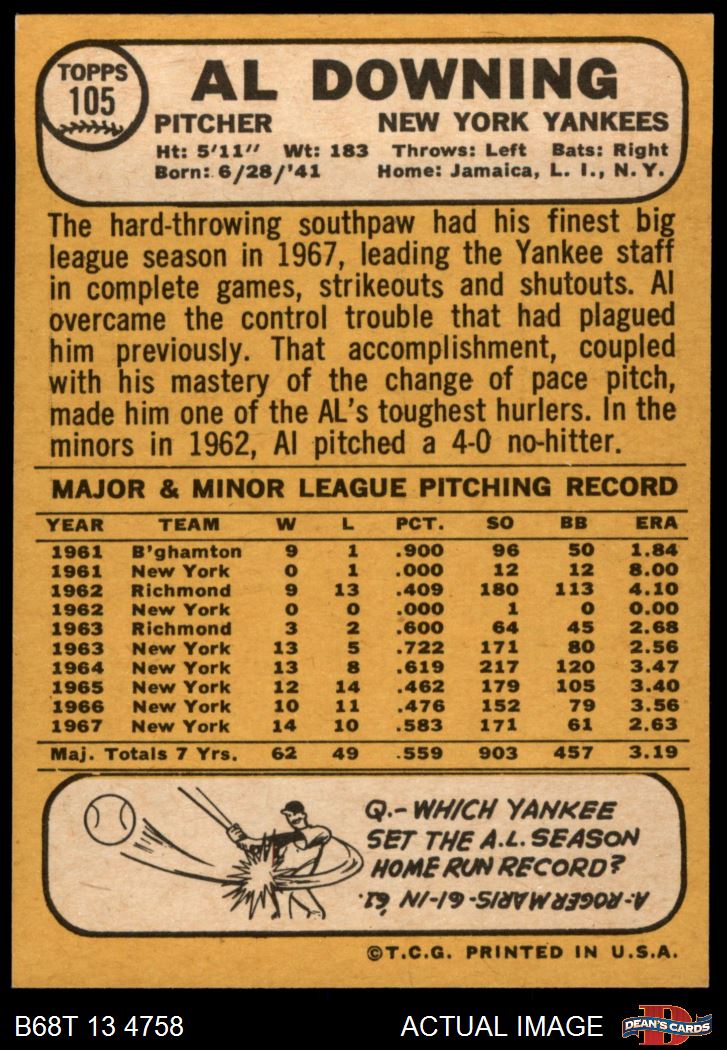 TOPPS
105
AL DOWNING
PITCHER NEW YORK YANKEES
Ht: 5'11" Wt: 183 Throws: Left Bats: Right
Born: 6/28/'41 Home: Jamaica, L. I., N. Y.
The hard-throwing southpaw had his finest big
league season in 1967, leading the Yankee staff
in complete games, strikeouts and shutouts. Al
overcame the control trouble that had plagued
him previously. That accomplishment, coupled
with his mastery of the change of pace pitch,
made him one of the AL's toughest hurlers. In the
minors in 1962, Al pitched a 4-0 no-hitter.
MAJOR & MINOR LEAGUE PITCHING RECORD
YEAR TEAM W L PCT. SO BB ERA
1961 B'ghamton 9 1 .900 96 50 1.84
1961 New York 0 1 .000 12 12 8.00
1962 Richmond 9 13 .409 180 113 4.10
1962 New York 0 0 .000 1 0 0.00
1963 Richmond 3 2 .600 64 45 2.68
1963 New York 13 5 .722 171 80 2.56
1964 New York 13 8 .619 217 120 3.47
1965 New York 12 14 .462 179 105 3.40
1966 New York 10 11 .476 152 79 3.56
1967 New York 14 10 .583 171 61 2.63
Maj. Totals 7 Yrs. 62 49 .559 903 457 3.19
Q.- WHICH YANKEE
SET THE A.L. SEASON
HOME RUN RECORD?
A-ROGER MARIS-61-IN '61.
©T.C.G. PRINTED IN U.S.A.
B68T 13 4758 ACTUAL IMAGE D DEAN'S CARDS